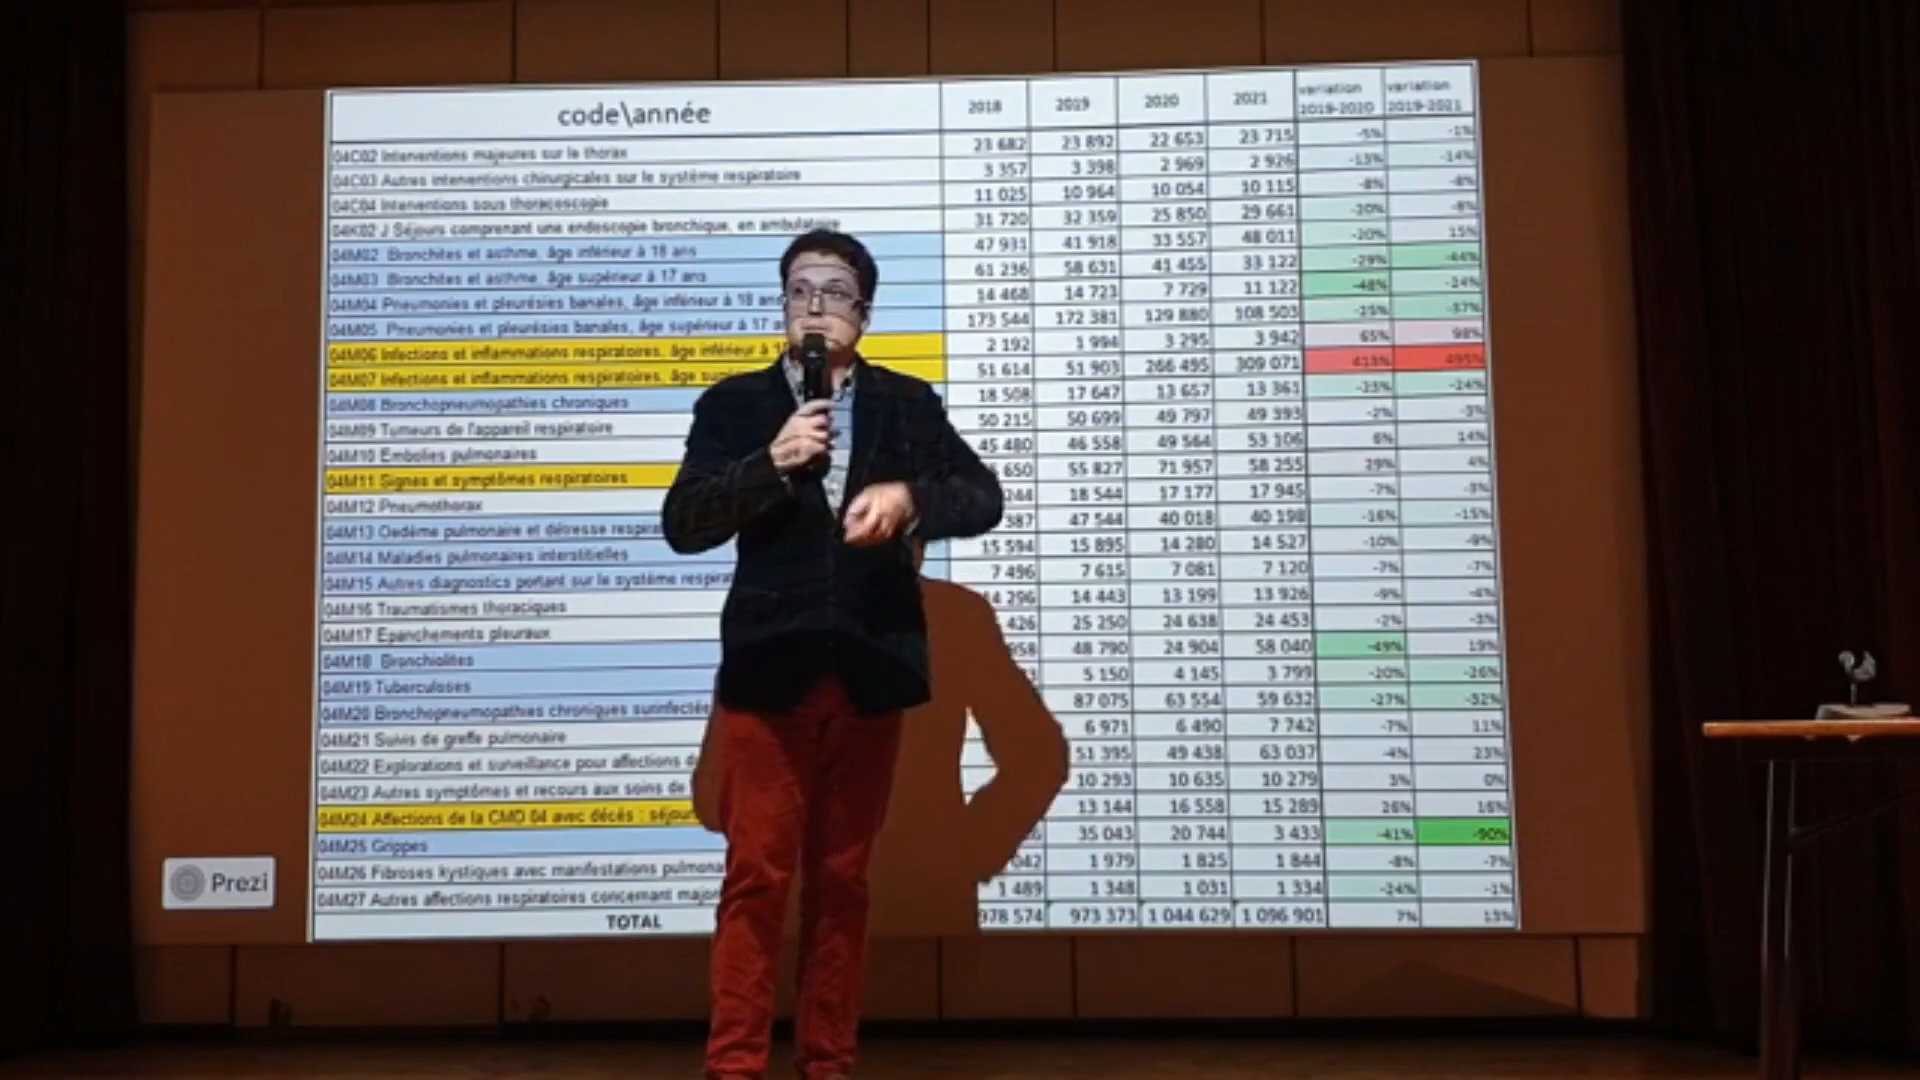 code\année 2018 2019 2020 2021 variation 2019-2020 variation 2019-2021
04C02 Interventions majeures sur le thorax 23 682 23 892 22 653 23 715 -5% -1%
04C03 Autres interventions chirurgicales sur le système respiratoire 3 357 3 398 2 969 2 926 -13% -14%
04C04 Interventions sous thoracoscopie 11 025 10 964 10 054 10 115 -8% -8%
04K02 J Séjours comprenant une endoscopie bronchique, en ambulatoire 31 720 32 359 25 850 29 661 -20% -8%
04M02 Bronchites et asthme, âge inférieur à 18 ans 47 931 41 918 33 557 48 011 -20% 15%
04M03 Bronchites et asthme, âge supérieur à 17 ans 61 236 58 631 41 455 33 122 -29% -44%
04M04 Pneumonies et pleurésies banales, âge inférieur à 18 ans 14 468 14 723 7 729 11 122 -48% -24%
04M05 Pneumonies et pleurésies banales, âge supérieur à 17 173 544 172 381 129 880 108 503 -25% -37%
04M06 Infections et inflammations respiratoires, âge inférieur à 2 192 1 994 3 295 3 942 65% 98%
04M07 Infections et inflammations respiratoires, âge 51 614 51 903 266 495 309 071 413% 495%
04M08 Bronchopneumopathies chroniques 18 508 17 647 13 657 13 361 -23% -24%
04M09 Tumeurs de l'appareil respiratoire 50 215 50 699 49 797 49 393 -2% -3%
04M10 Embolies pulmonaires 45 480 46 558 49 564 53 106 6% 14%
04M11 Signes et symptômes respiratoires 650 55 827 71 957 58 255 29% 4%
04M12 Pneumothorax 244 18 544 17 177 17 945 -7% -3%
04M13 Oedème pulmonaire et détresse respira 387 47 544 40 018 40 198 -16% -15%
04M14 Maladies pulmonaires interstitielles 15 594 15 895 14 280 14 527 -10% -9%
04M15 Autres diagnostics portant sur le système respira 7 496 7 615 7 081 7 120 -7% -7%
04M16 Traumatismes thoraciques 4 296 14 443 13 199 13 926 -9% -4%
04M17 Epanchements pleuraux 426 25 250 24 638 24 453 -2% -3%
04M18 Bronchiolites 958 48 790 24 904 58 040 -49% 19%
04M19 Tuberculoses 5 150 4 145 3 799 -20% -26%
04M20 Bronchopneumopathies chroniques surinfectée 87 075 63 554 59 632 -27% -32%
04M21 Suivis de greffe pulmonaire 6 971 6 490 7 742 -7% 11%
04M22 Explorations et surveillance pour affections d 51 395 49 438 63 037 -4% 23%
04M23 Autres symptômes et recours aux soins de 10 293 10 635 10 279 3% 0%
04M24 Affections de la CMD 04 avec décès : séjour 13 144 16 558 15 289 26% 16%
04M25 Grippes 35 043 20 744 3 433 -41% -90%
04M26 Fibroses kystiques avec manifestations pulmona 042 1 979 1 825 1 844 -8% -7%
04M27 Autres affections respiratoires concernant major 1 489 1 348 1 031 1 334 -24% -1%
TOTAL 978 574 973 373 1 044 629 1 096 901 7% 13%
Prezi